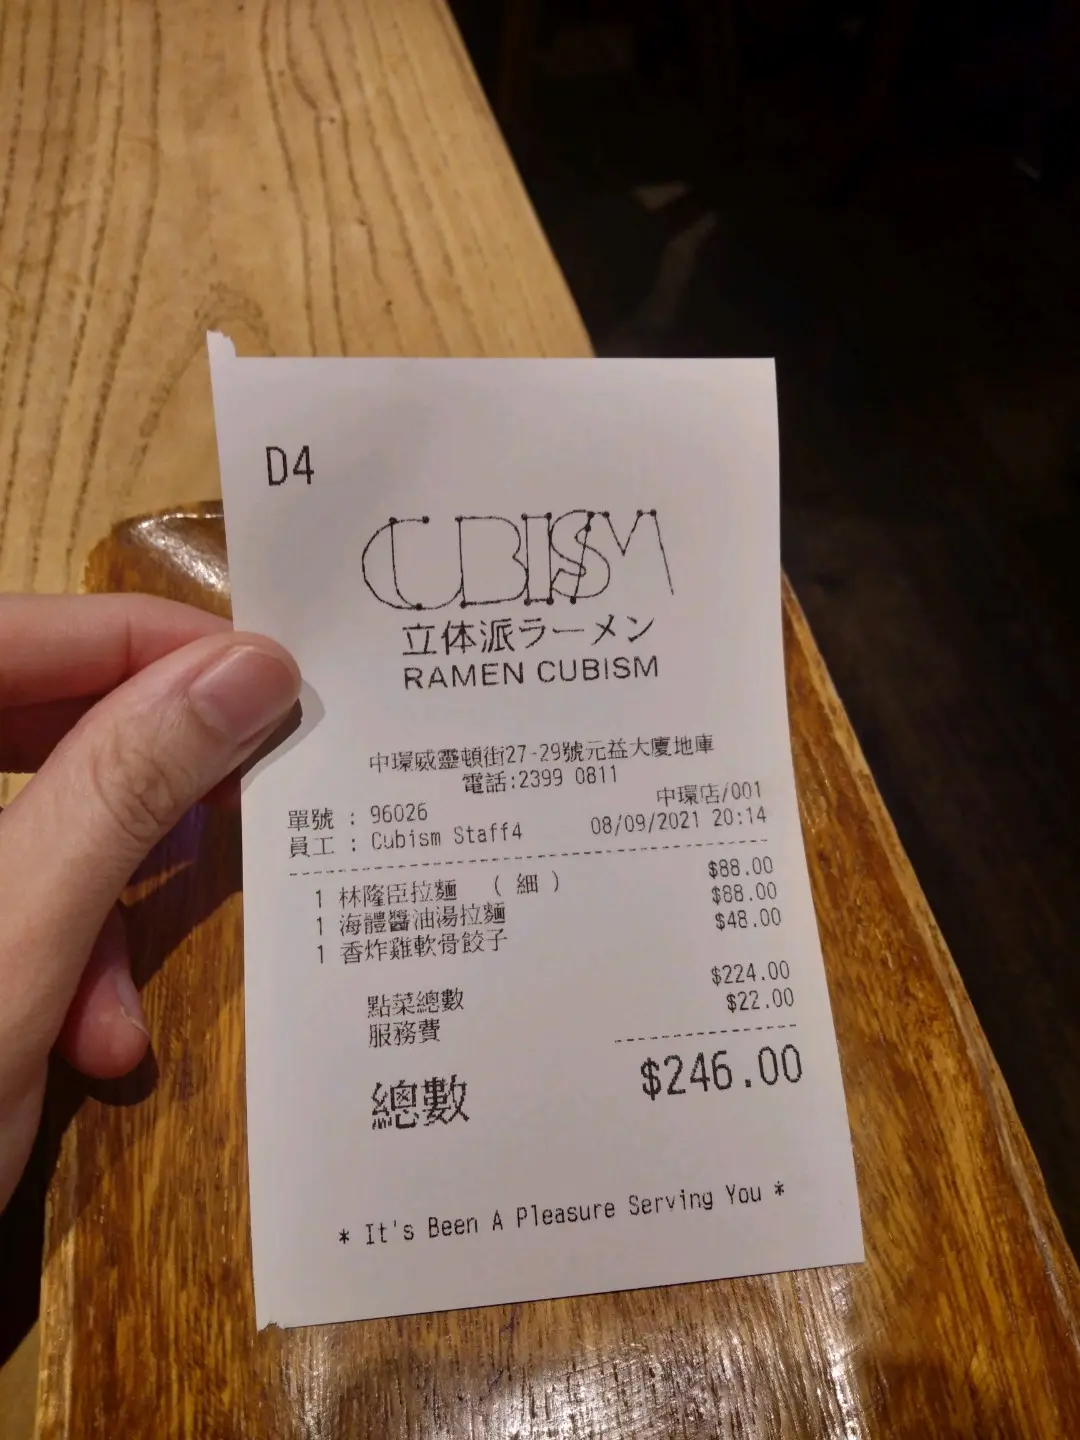 D4
CUBISM
立体派ラーメン
RAMEN CUBISM
中環威靈頓街27-29號元益大廈地庫
電話:2399 0811
中環店/001
單號 : 96026
員工 : Cubism Staff4 08/09/2021 20:14
1 林隆臣拉麵 ( 細 ) $88.00
1 海體醬油湯拉麵 $88.00
1 香炸雞軟骨餃子 $48.00
點菜總數 $224.00
服務費 $22.00
總數 $246.00
* It's Been A Pleasure Serving You *